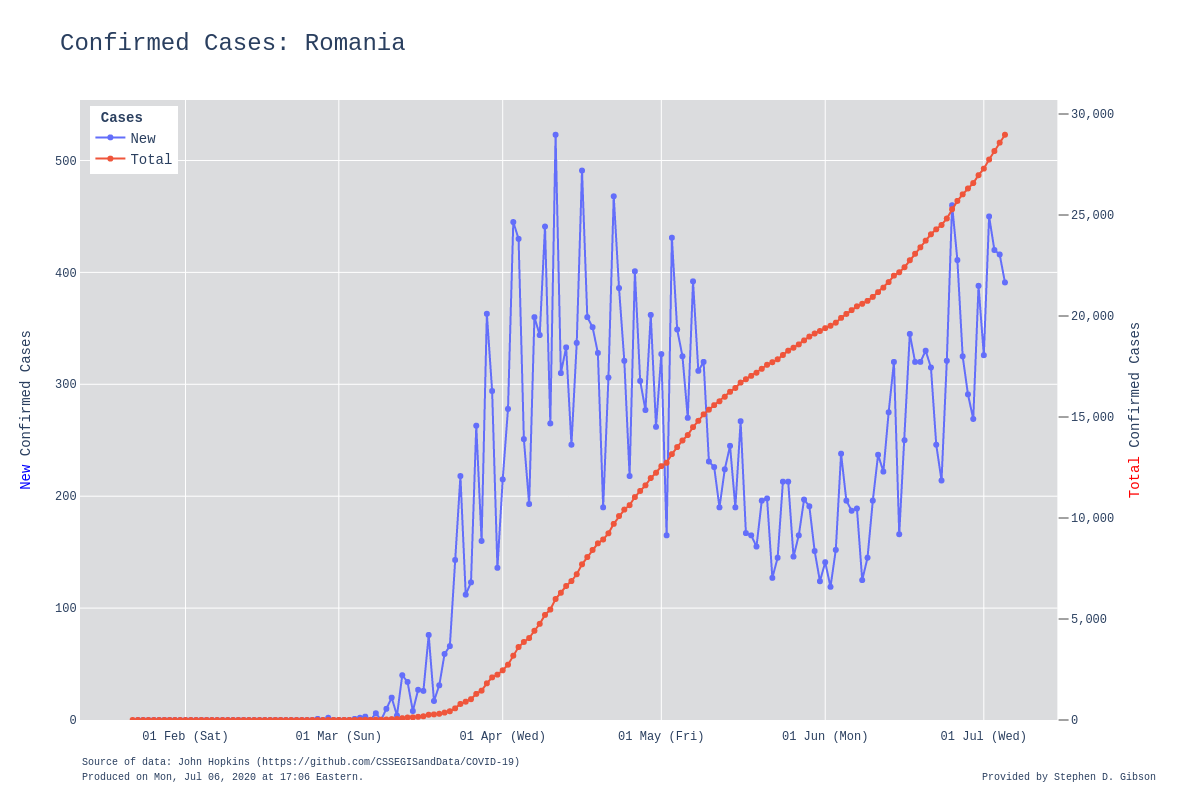 Confirmed Cases: Romania
Cases
New
Total
500
400
300
200
100
0
New Confirmed Cases
30,000
25,000
20,000
15,000
10,000
5,000
0
Total Confirmed Cases
01 Feb (Sat)
01 Mar (Sun)
01 Apr (Wed)
01 May (Fri)
01 Jun (Mon)
01 Jul (Wed)
Source of data: John Hopkins (https://github.com/CSSEGISandData/COVID-19)
Produced on Mon, Jul 06, 2020 at 17:06 Eastern.
Provided by Stephen D. Gibson